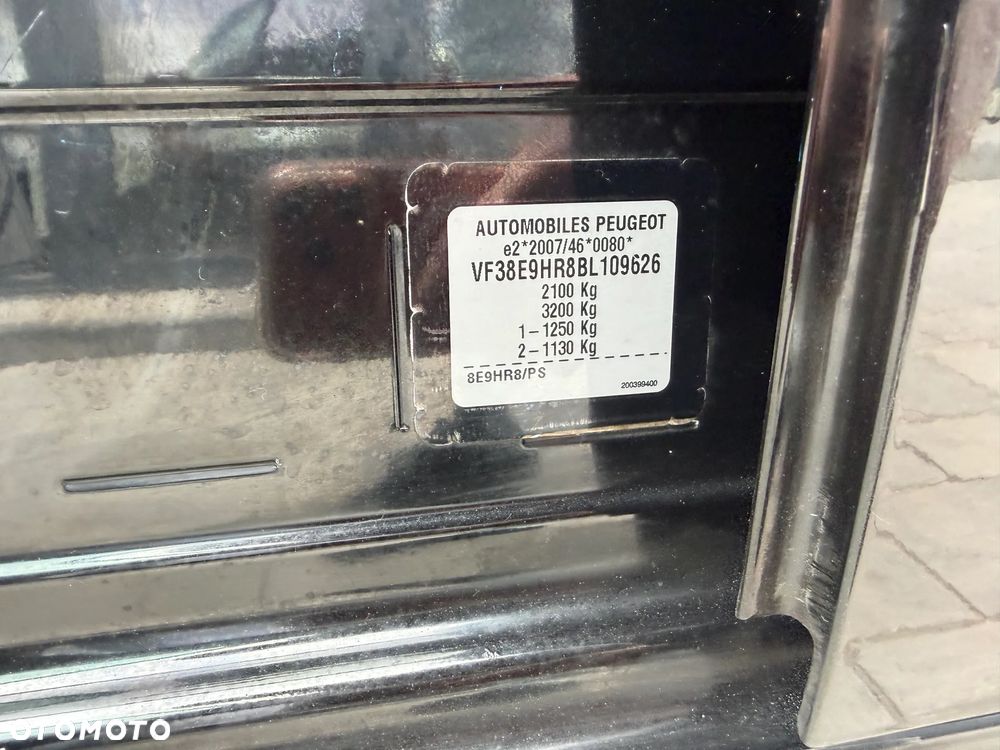 AUTOMOBILES PEUGEOT
e2*2007/46*0080*
VF38E9HR8BL109626
2100 Kg
3200 Kg
1-1250 Kg
2-1130 Kg
8E9HR8/PS
200399400
OTOMOTO